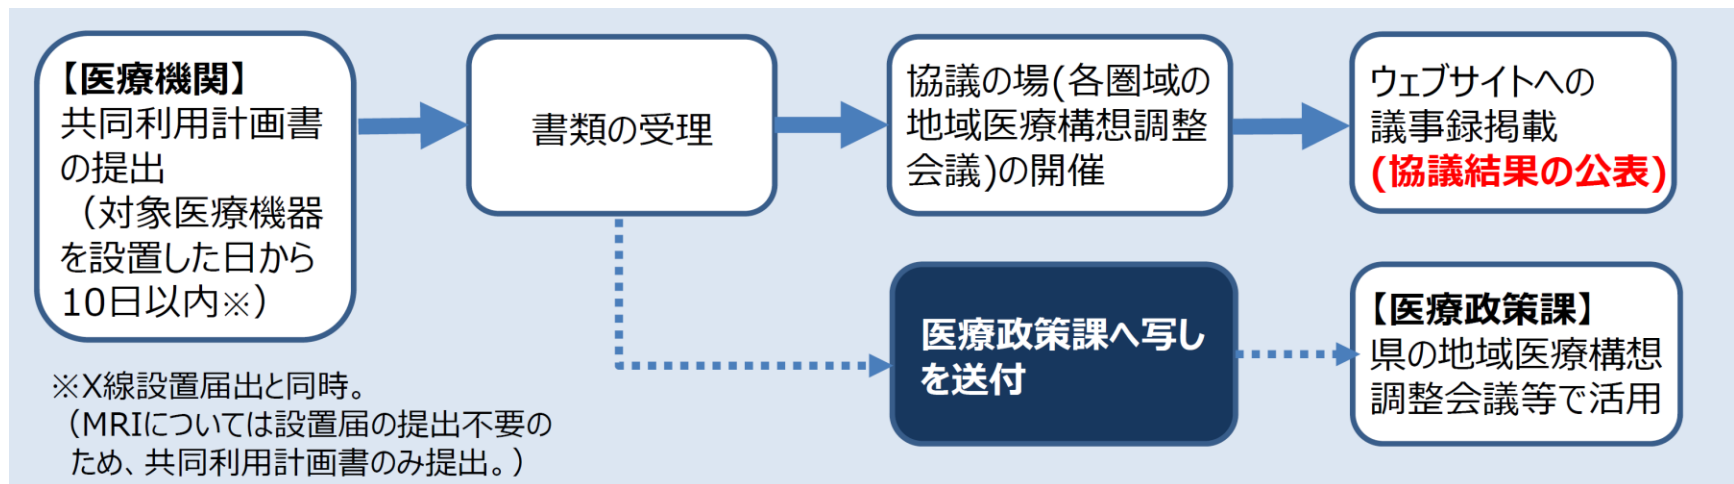 【医療機関】
共同利用計画書
の提出
（対象医療機器
を設置した日から
10日以内※）
書類の受理
協議の場(各圏域の
地域医療構想調整
会議)の開催
ウェブサイトへの
議事録掲載
(協議結果の公表)
医療政策課へ写し
を送付
【医療政策課】
県の地域医療構想
調整会議等で活用
※X線設置届出と同時。
（MRIについては設置届の提出不要の
ため、共同利用計画書のみ提出。）